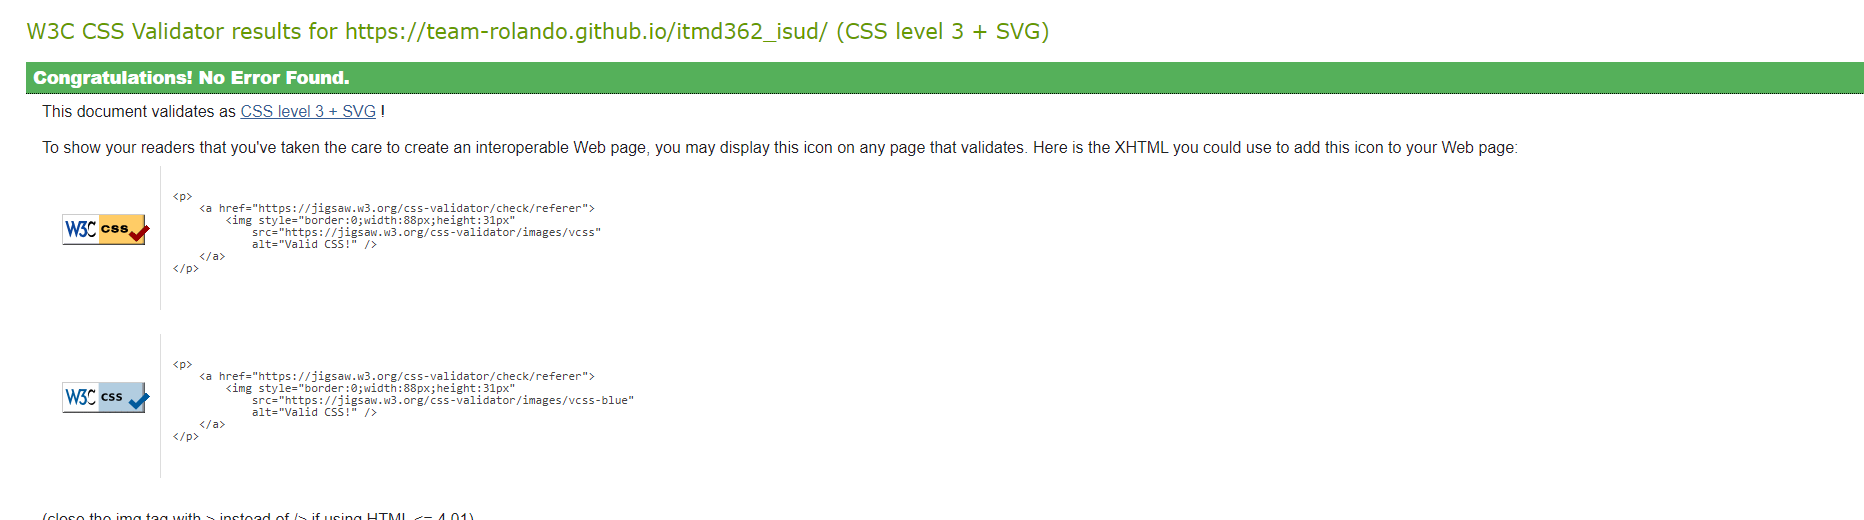 W3C CSS Validator results for https://team-rolando.github.io/itmd362_isud/ (CSS level 3 + SVG)
Congratulations! No Error Found.
This document validates as CSS level 3 + SVG !
To show your readers that you've taken the care to create an interoperable Web page, you may display this icon on any page that validates. Here is the XHTML you could use to add this icon to your Web page:
W3C css
<p>
<a href="https://jigsaw.w3.org/css-validator/check/referer">
<img style="border:0;width:88px;height:31px"
src="https://jigsaw.w3.org/css-validator/images/vcss"
alt="Valid CSS!" />
</a>
</p>
W3C css
<p>
<a href="https://jigsaw.w3.org/css-validator/check/referer">
<img style="border:0;width:88px;height:31px"
src="https://jigsaw.w3.org/css-validator/images/vcss-blue"
alt="Valid CSS!" />
</a>
</p>
(close the img tag with > instead of /> if using HTML <= 4.01)